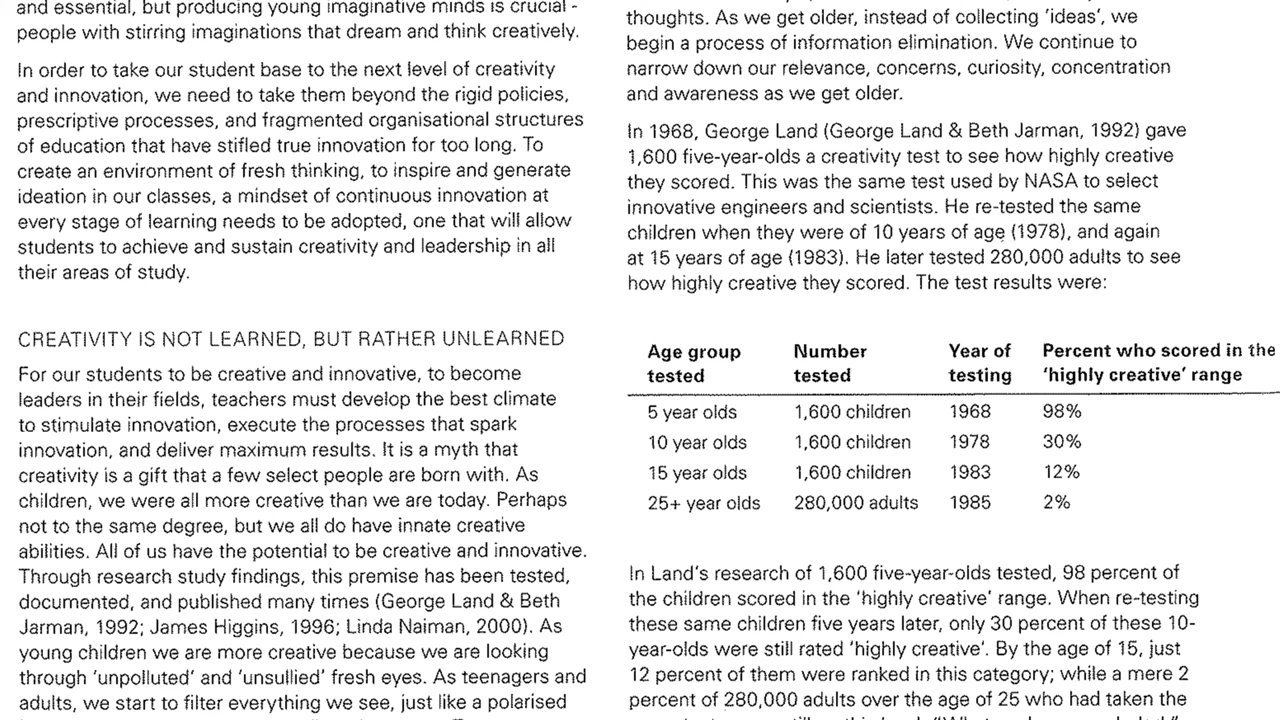 and essential, but producing young imaginative minds is crucial -
people with stirring imaginations that dream and think creatively.
In order to take our student base to the next level of creativity
and innovation, we need to take them beyond the rigid policies,
prescriptive processes, and fragmented organisational structures
of education that have stifled true innovation for too long. To
create an environment of fresh thinking, to inspire and generate
ideation in our classes, a mindset of continuous innovation at
every stage of learning needs to be adopted, one that will allow
students to achieve and sustain creativity and leadership in all
their areas of study.
CREATIVITY IS NOT LEARNED, BUT RATHER UNLEARNED
For our students to be creative and innovative, to become
leaders in their fields, teachers must develop the best climate
to stimulate innovation, execute the processes that spark
innovation, and deliver maximum results. It is a myth that
creativity is a gift that a few select people are born with. As
children, we were all more creative than we are today. Perhaps
not to the same degree, but we all do have innate creative
abilities. All of us have the potential to be creative and innovative.
Through research study findings, this premise has been tested,
documented, and published many times (George Land & Beth
Jarman, 1992; James Higgins, 1996; Linda Naiman, 2000). As
young children we are more creative because we are looking
through 'unpolluted' and 'unsullied' fresh eyes. As teenagers and
adults, we start to filter everything we see, just like a polarised
thoughts. As we get older, instead of collecting 'ideas', we
begin a process of information elimination. We continue to
narrow down our relevance, concerns, curiosity, concentration
and awareness as we get older.
In 1968, George Land (George Land & Beth Jarman, 1992) gave
1,600 five-year-olds a creativity test to see how highly creative
they scored. This was the same test used by NASA to select
innovative engineers and scientists. He re-tested the same
children when they were of 10 years of age (1978), and again
at 15 years of age (1983). He later tested 280,000 adults to see
how highly creative they scored. The test results were:
Age group Number Year of Percent who scored in the
tested tested testing 'highly creative' range
5 year olds 1,600 children 1968 98%
10 year olds 1,600 children 1978 30%
15 year olds 1,600 children 1983 12%
25+ year olds 280,000 adults 1985 2%
In Land's research of 1,600 five-year-olds tested, 98 percent of
the children scored in the 'highly creative' range. When re-testing
these same children five years later, only 30 percent of these 10-
year-olds were still rated 'highly creative'. By the age of 15, just
12 percent of them were ranked in this category; while a mere 2
percent of 280,000 adults over the age of 25 who had taken the